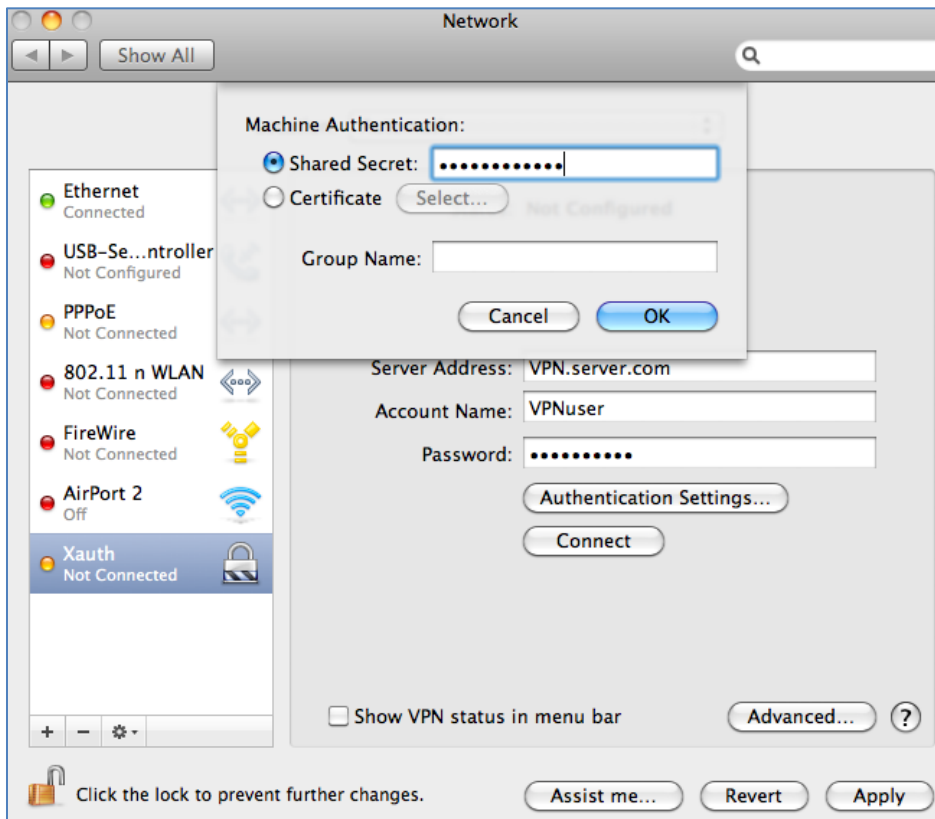 Network
Show All
Machine Authentication:
Shared Secret: ••••••••••••
Certificate Select...
Group Name:
Cancel OK
Not Configured
Ethernet
Connected
USB-Se...ntroller
Not Configured
PPPoE
Not Connected
802.11 n WLAN
Not Connected
FireWire
Not Connected
AirPort 2
Off
Xauth
Not Connected
Server Address: VPN.server.com
Account Name: VPNuser
Password: ••••••••••
Authentication Settings...
Connect
Show VPN status in menu bar
Advanced... ?
+ −
Click the lock to prevent further changes.
Assist me... Revert Apply